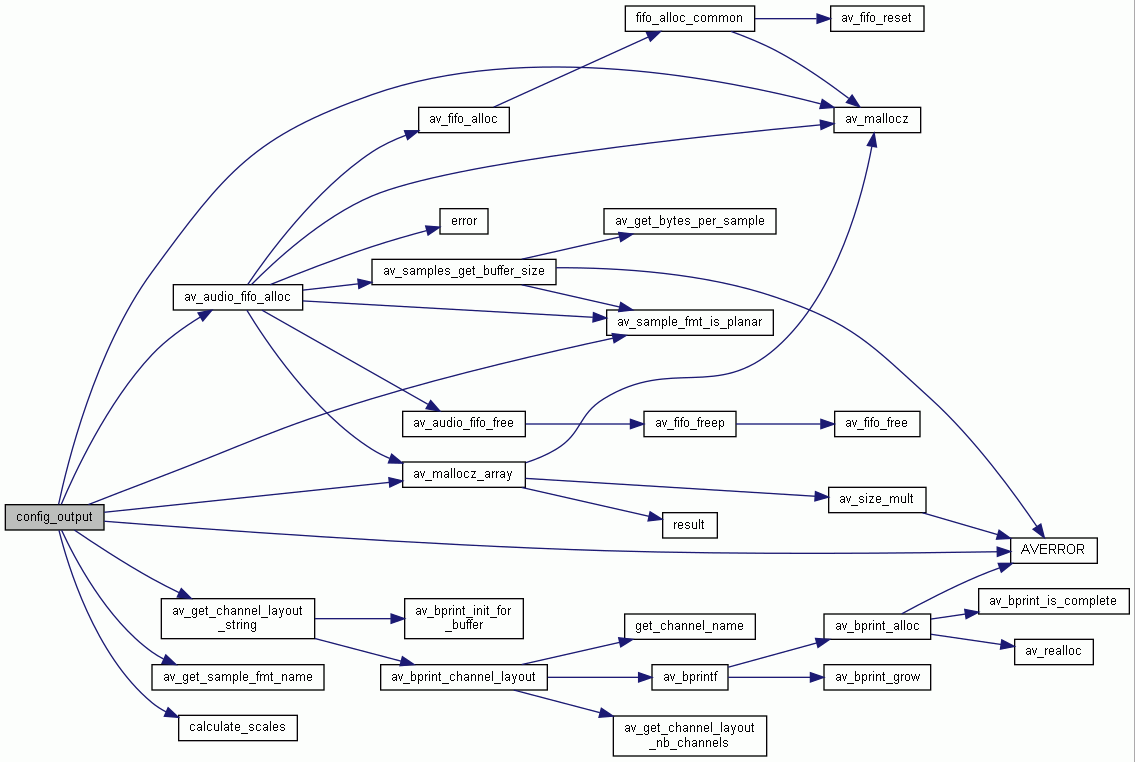 fifo_alloc_common
av_fifo_reset
av_fifo_alloc
av_mallocz
error
av_get_bytes_per_sample
av_samples_get_buffer_size
av_audio_fifo_alloc
av_sample_fmt_is_planar
av_audio_fifo_free
av_fifo_freep
av_fifo_free
av_mallocz_array
av_size_mult
config_output
result
AVERROR
av_get_channel_layout
_string
av_bprint_init_for
_buffer
av_bprint_is_complete
get_channel_name
av_bprint_alloc
av_realloc
av_get_sample_fmt_name
av_bprint_channel_layout
av_bprintf
av_bprint_grow
calculate_scales
av_get_channel_layout
_nb_channels